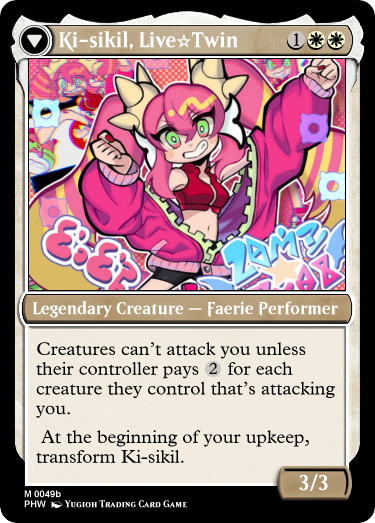 Ki-sikil, Live☆Twin
1
Legendary Creature — Faerie Performer
Creatures can't attack you unless
their controller pays 2 for each
creature they control that's attacking
you.
At the beginning of your upkeep,
transform Ki-sikil.
3/3
M 0049b
PHW Yugioh Trading Card Game